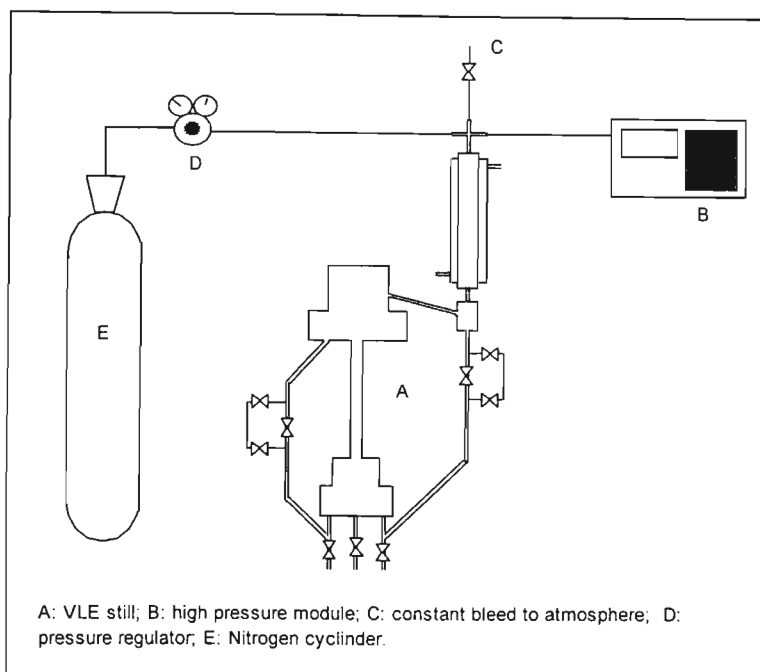 C
D
B
E
A
A: VLE still; B: high pressure module; C: constant bleed to atmosphere; D:
pressure regulator; E: Nitrogen cyclinder.